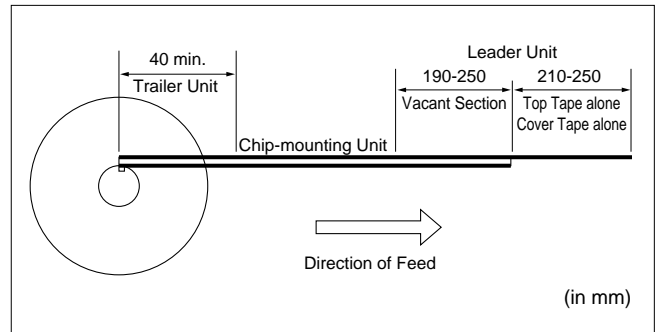 Leader Unit
40 min.
190-250
210-250
Trailer Unit
Vacant Section
Top Tape alone
Cover Tape alone
Chip-mounting Unit
Direction of Feed
(in mm)